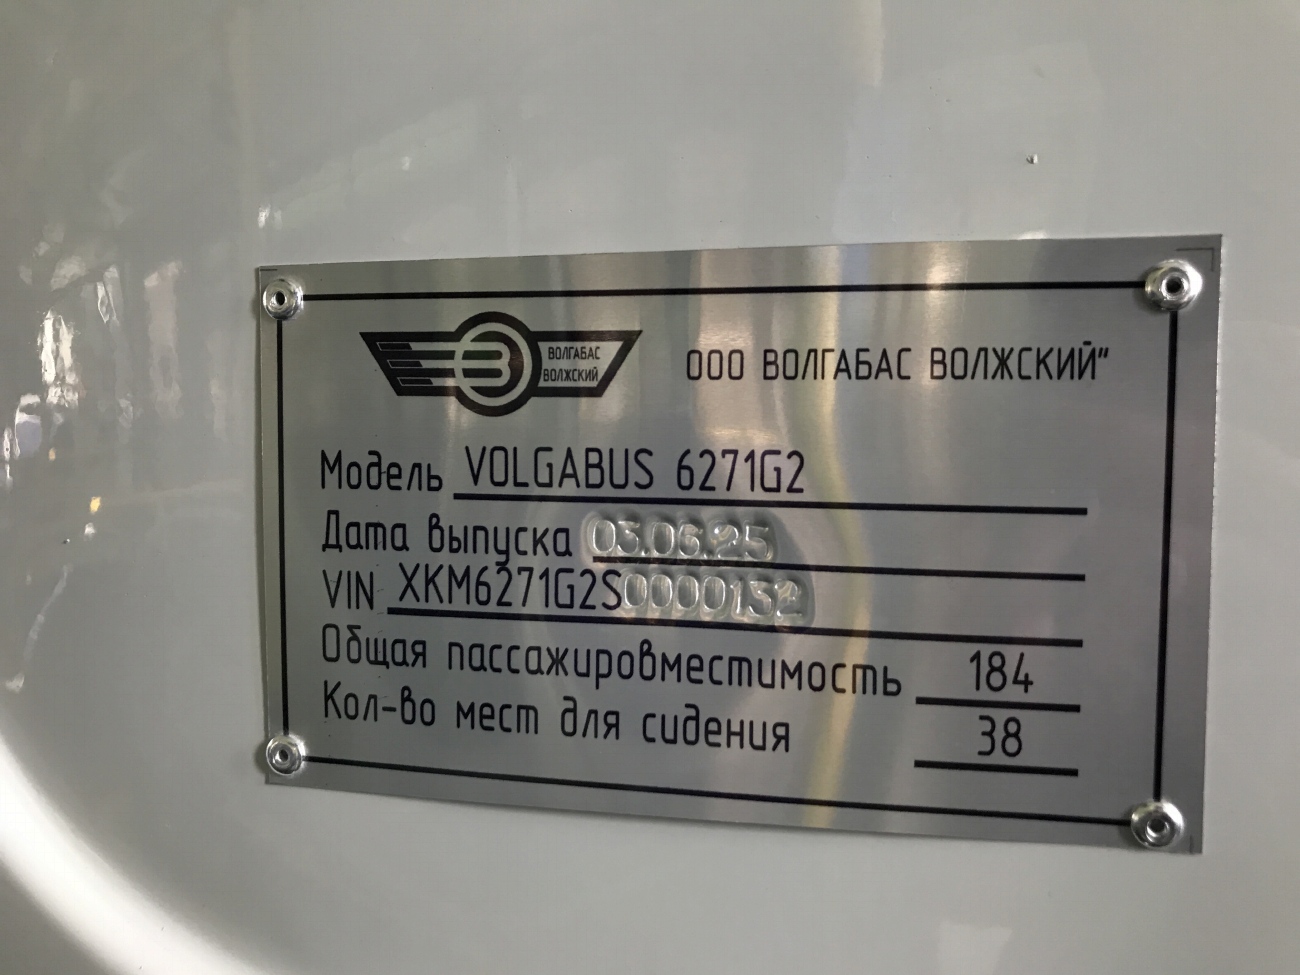 ВОЛГАБАС
ВОЛЖСКИЙ
ООО ВОЛГАБАС ВОЛЖСКИЙ"
Модель VOLGABUS 6271G2
Дата выпуска 03.06.25
VIN XKM6271G2S0000132
Общая пассажировместимость 184
Кол-во мест для сидения 38